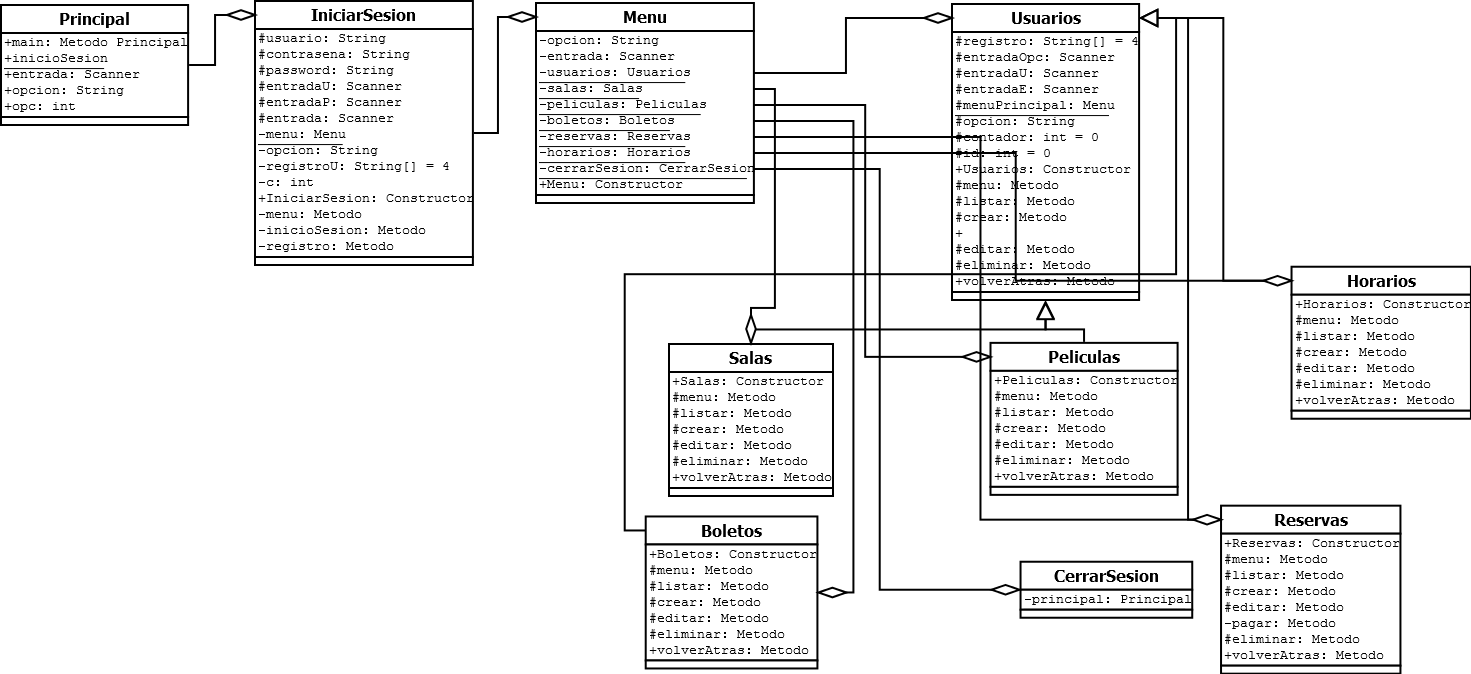 Principal
+main: Metodo Principal
+inicioSesion
+entrada: Scanner
+opcion: String
+opc: int
IniciarSesion
#usuario: String
#contrasena: String
#password: String
#entradaU: Scanner
#entradaP: Scanner
#entrada: Scanner
-menu: Menu
-opcion: String
-registroU: String[] = 4
-c: int
+IniciarSesion: Constructor
-menu: Metodo
-inicioSesion: Metodo
-registro: Metodo
Menu
-opcion: String
-entrada: Scanner
-usuarios: Usuarios
-salas: Salas
-peliculas: Peliculas
-boletos: Boletos
-reservas: Reservas
-horarios: Horarios
-cerrarSesion: CerrarSesion
+Menu: Constructor
Usuarios
#registro: String[] = 4
#entradaOpc: Scanner
#entradaU: Scanner
#entradaE: Scanner
#menuPrincipal: Menu
#opcion: String
#contador: int = 0
#id: int = 0
+Usuarios: Constructor
#menu: Metodo
#listar: Metodo
#crear: Metodo
+
#editar: Metodo
#eliminar: Metodo
+volverAtras: Metodo
Horarios
+Horarios: Constructor
#menu: Metodo
#listar: Metodo
#crear: Metodo
#editar: Metodo
#eliminar: Metodo
+volverAtras: Metodo
Salas
+Salas: Constructor
#menu: Metodo
#listar: Metodo
#crear: Metodo
#editar: Metodo
#eliminar: Metodo
+volverAtras: Metodo
Peliculas
+Peliculas: Constructor
#menu: Metodo
#listar: Metodo
#crear: Metodo
#editar: Metodo
#eliminar: Metodo
+volverAtras: Metodo
Boletos
+Boletos: Constructor
#menu: Metodo
#listar: Metodo
#crear: Metodo
#editar: Metodo
#eliminar: Metodo
+volverAtras: Metodo
CerrarSesion
-principal: Principal
Reservas
+Reservas: Constructor
#menu: Metodo
#listar: Metodo
#crear: Metodo
#editar: Metodo
-pagar: Metodo
#eliminar: Metodo
+volverAtras: Metodo